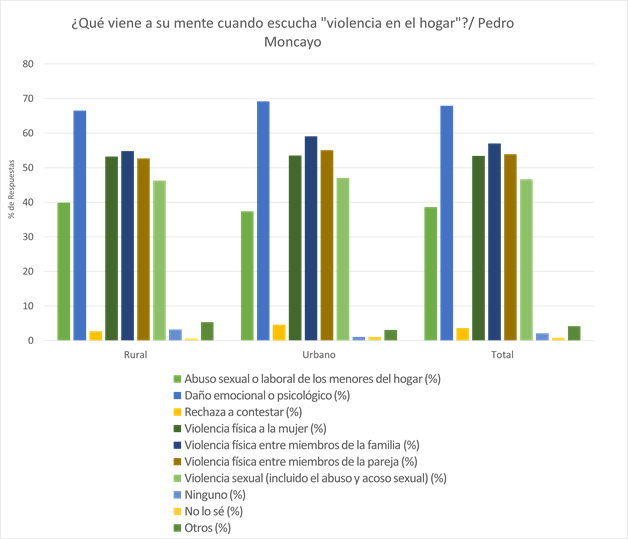 ¿Qué viene a su mente cuando escucha "violencia en el hogar"?/ Pedro
Moncayo
80
70
60
50
40
30
20
10
0
% de Respuestas
Rural
Urbano
Total
Abuso sexual o laboral de los menores del hogar (%)
Daño emocional o psicológico (%)
Rechaza a contestar (%)
Violencia física a la mujer (%)
Violencia física entre miembros de la familia (%)
Violencia física entre miembros de la pareja (%)
Violencia sexual (incluido el abuso y acoso sexual) (%)
Ninguno (%)
No lo sé (%)
Otros (%)